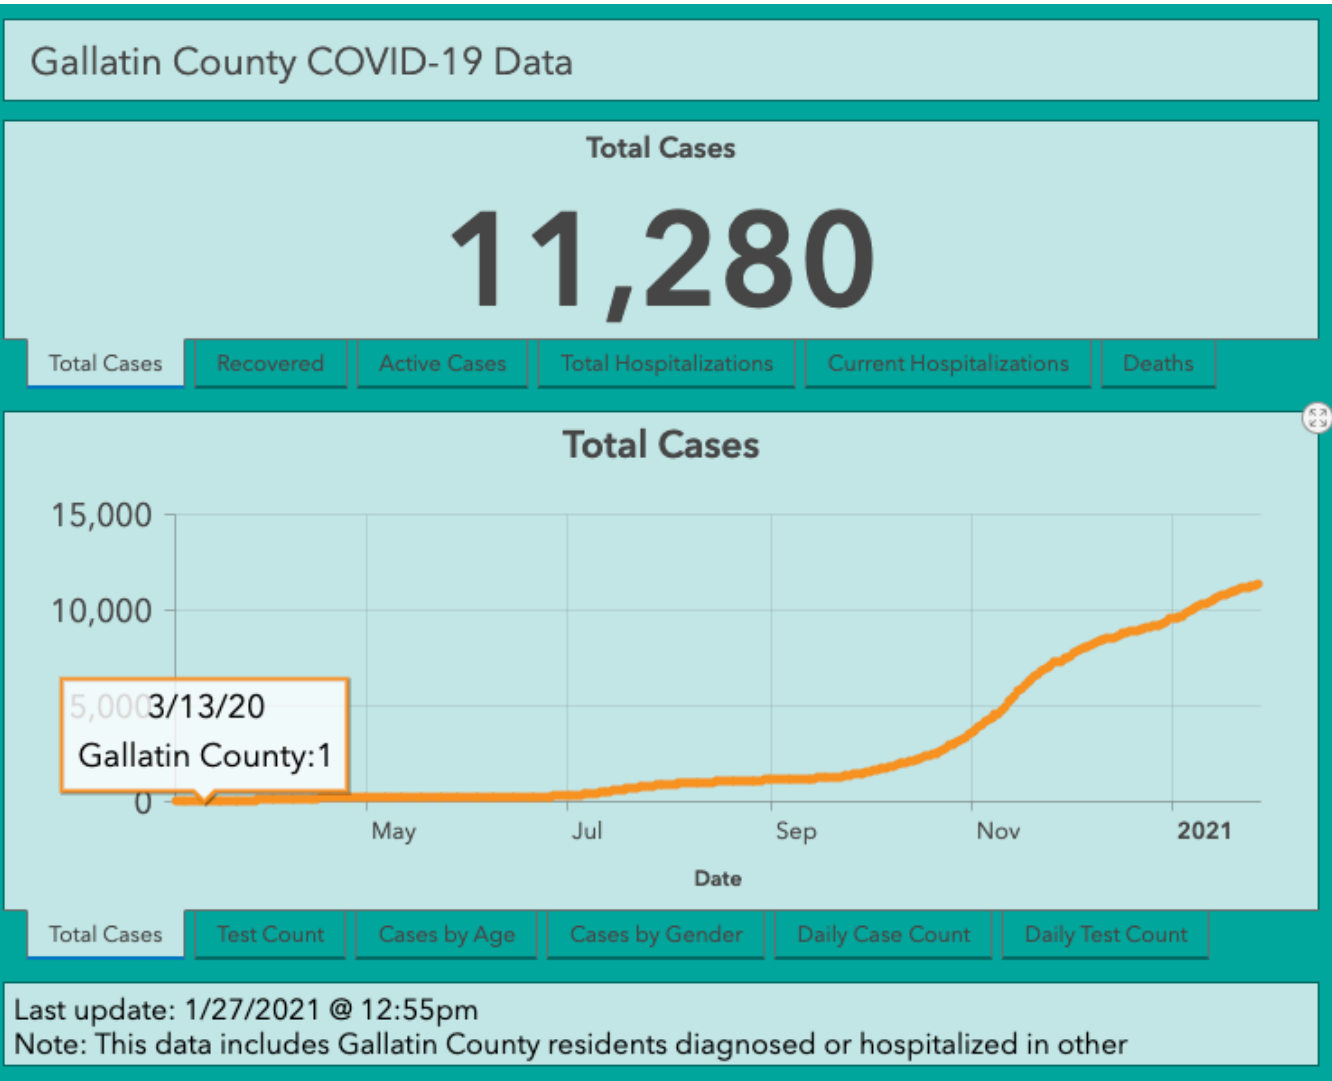 Gallatin County COVID-19 Data
Total Cases
11,280
Total Cases
Recovered
Active Cases
Total Hospitalizations
Current Hospitalizations
Deaths
Total Cases
15,000
10,000
5,000
3/13/20
Gallatin County:1
0
May
Jul
Sep
Nov
2021
Date
Total Cases
Test Count
Cases by Age
Cases by Gender
Daily Case Count
Daily Test Count
Last update: 1/27/2021 @ 12:55pm
Note: This data includes Gallatin County residents diagnosed or hospitalized in other